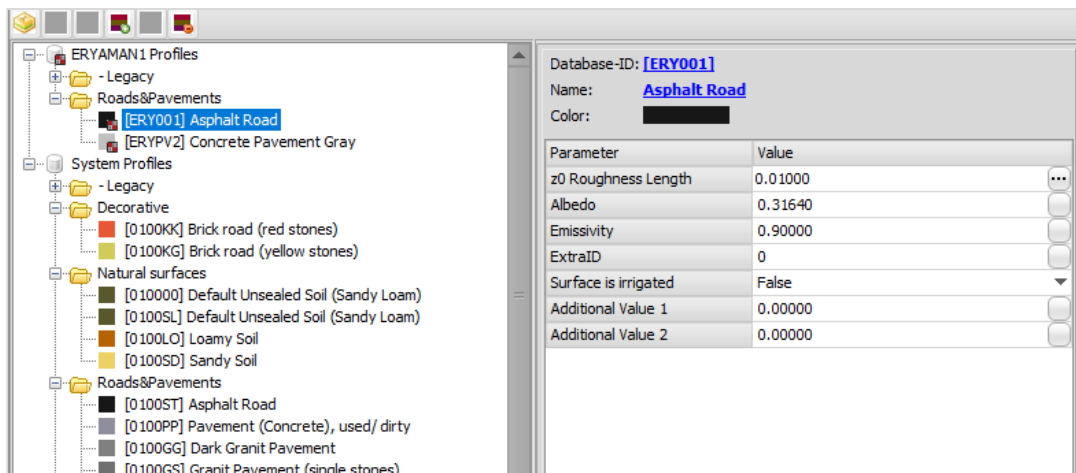 ERYAMAN1 Profiles
- Legacy
Roads&Pavements
[ERY001] Asphalt Road
[ERYPV2] Concrete Pavement Gray
System Profiles
- Legacy
Decorative
[0100KK] Brick road (red stones)
[0100KG] Brick road (yellow stones)
Natural surfaces
[010000] Default Unsealed Soil (Sandy Loam)
[0100SL] Default Unsealed Soil (Sandy Loam)
[0100LO] Loamy Soil
[0100SD] Sandy Soil
Roads&Pavements
[0100ST] Asphalt Road
[0100PP] Pavement (Concrete), used/ dirty
[0100GG] Dark Granit Pavement
[0100GS] Granit Pavement (single stones)
Database-ID: [ERY001]
Name: Asphalt Road
Color:
Parameter Value
z0 Roughness Length 0.01000
Albedo 0.31640
Emissivity 0.90000
ExtraID 0
Surface is irrigated False
Additional Value 1 0.00000
Additional Value 2 0.00000